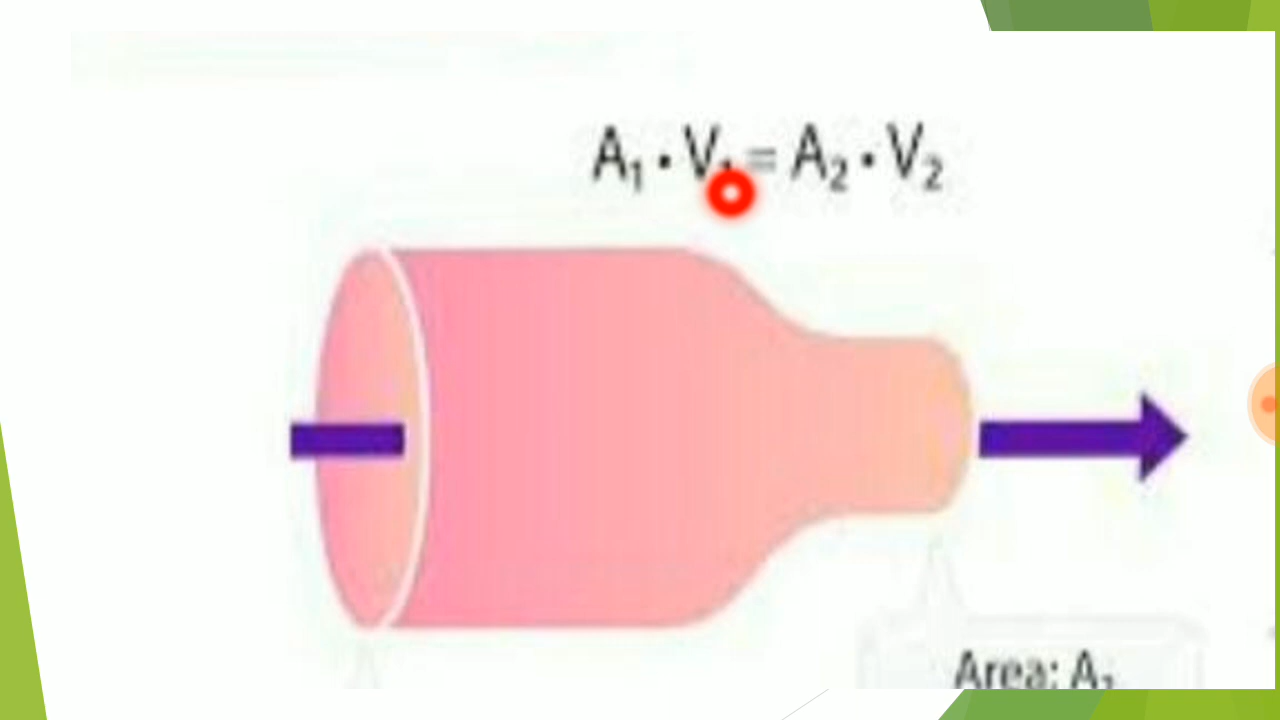 A₁ · V₁ = A₂ · V₂
Area: A₂